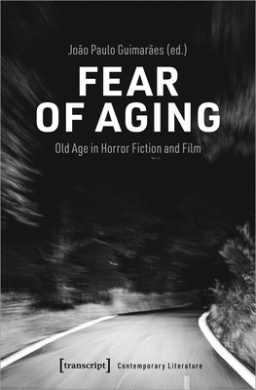 João Paulo Guimarães (ed.)
FEAR
OF AGING
Old Age in Horror Fiction and Film
[transcript] Contemporary Literature